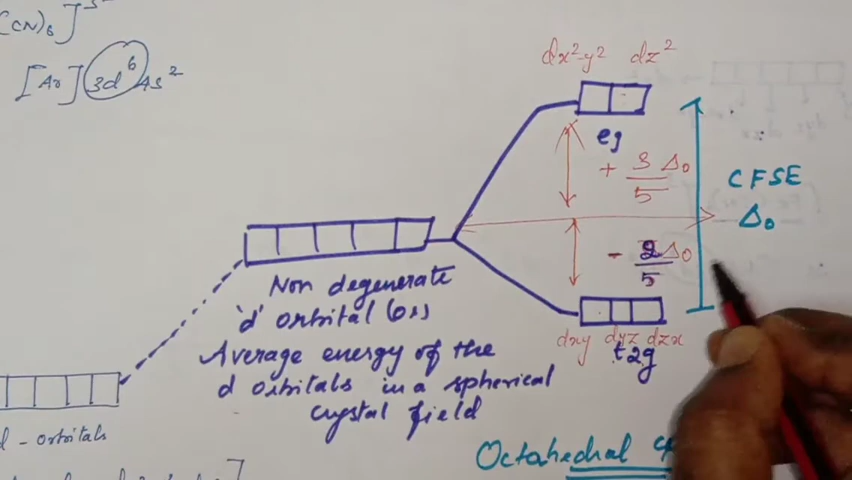 [CN)6]
[Ar] 3d6 4s2
dx2-y2 dz2
eg
+ 3/5 Δo
CFSE
Δo
- 2/5 Δo
Non degenerate
'd' orbital (Os)
Average energy of the
d orbitals in a spherical
crystal field
dxy dyz dzx
t2g
d - orbitals
Octahedral